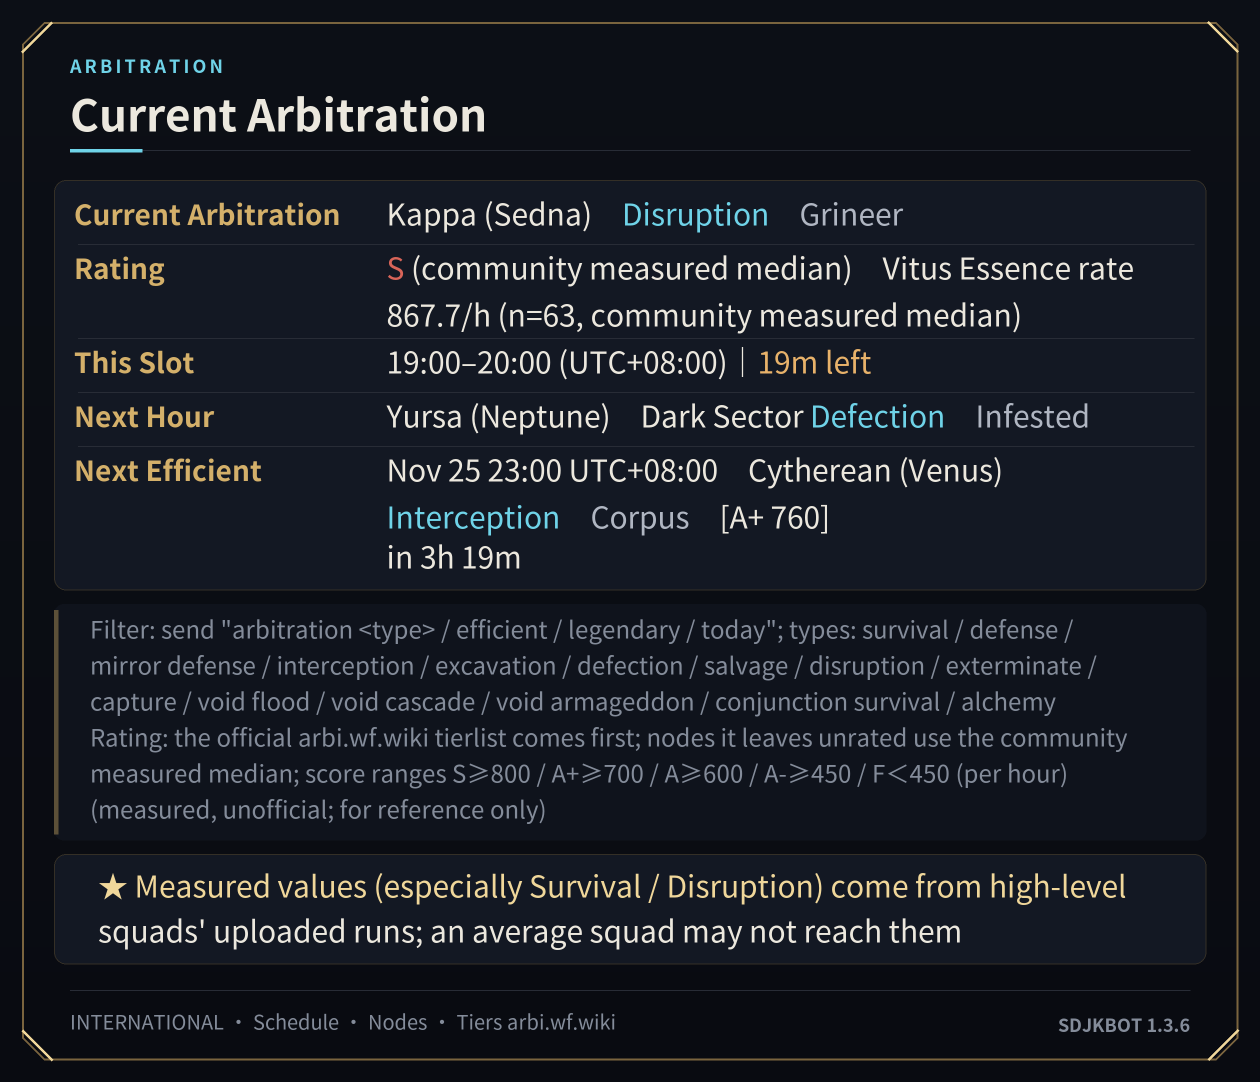 ARBITRATION
Current Arbitration
Current Arbitration Kappa (Sedna) Disruption Grineer
Rating S (community measured median) Vitus Essence rate
867.7/h (n=63, community measured median)
This Slot 19:00–20:00 (UTC+08:00) | 19m left
Next Hour Yursa (Neptune) Dark Sector Defection Infested
Next Efficient Nov 25 23:00 UTC+08:00 Cytherean (Venus)
Interception Corpus [A+ 760]
in 3h 19m
Filter: send "arbitration <type> / efficient / legendary / today"; types: survival / defense /
mirror defense / interception / excavation / defection / salvage / disruption / exterminate /
capture / void flood / void cascade / void armageddon / conjunction survival / alchemy
Rating: the official arbi.wf.wiki tierlist comes first; nodes it leaves unrated use the community
measured median; score ranges S≥800 / A+≥700 / A≥600 / A-≥450 / F<450 (per hour)
(measured, unofficial; for reference only)
★ Measured values (especially Survival / Disruption) come from high-level
squads' uploaded runs; an average squad may not reach them
INTERNATIONAL • Schedule • Nodes • Tiers arbi.wf.wiki
SDJKBOT 1.3.6